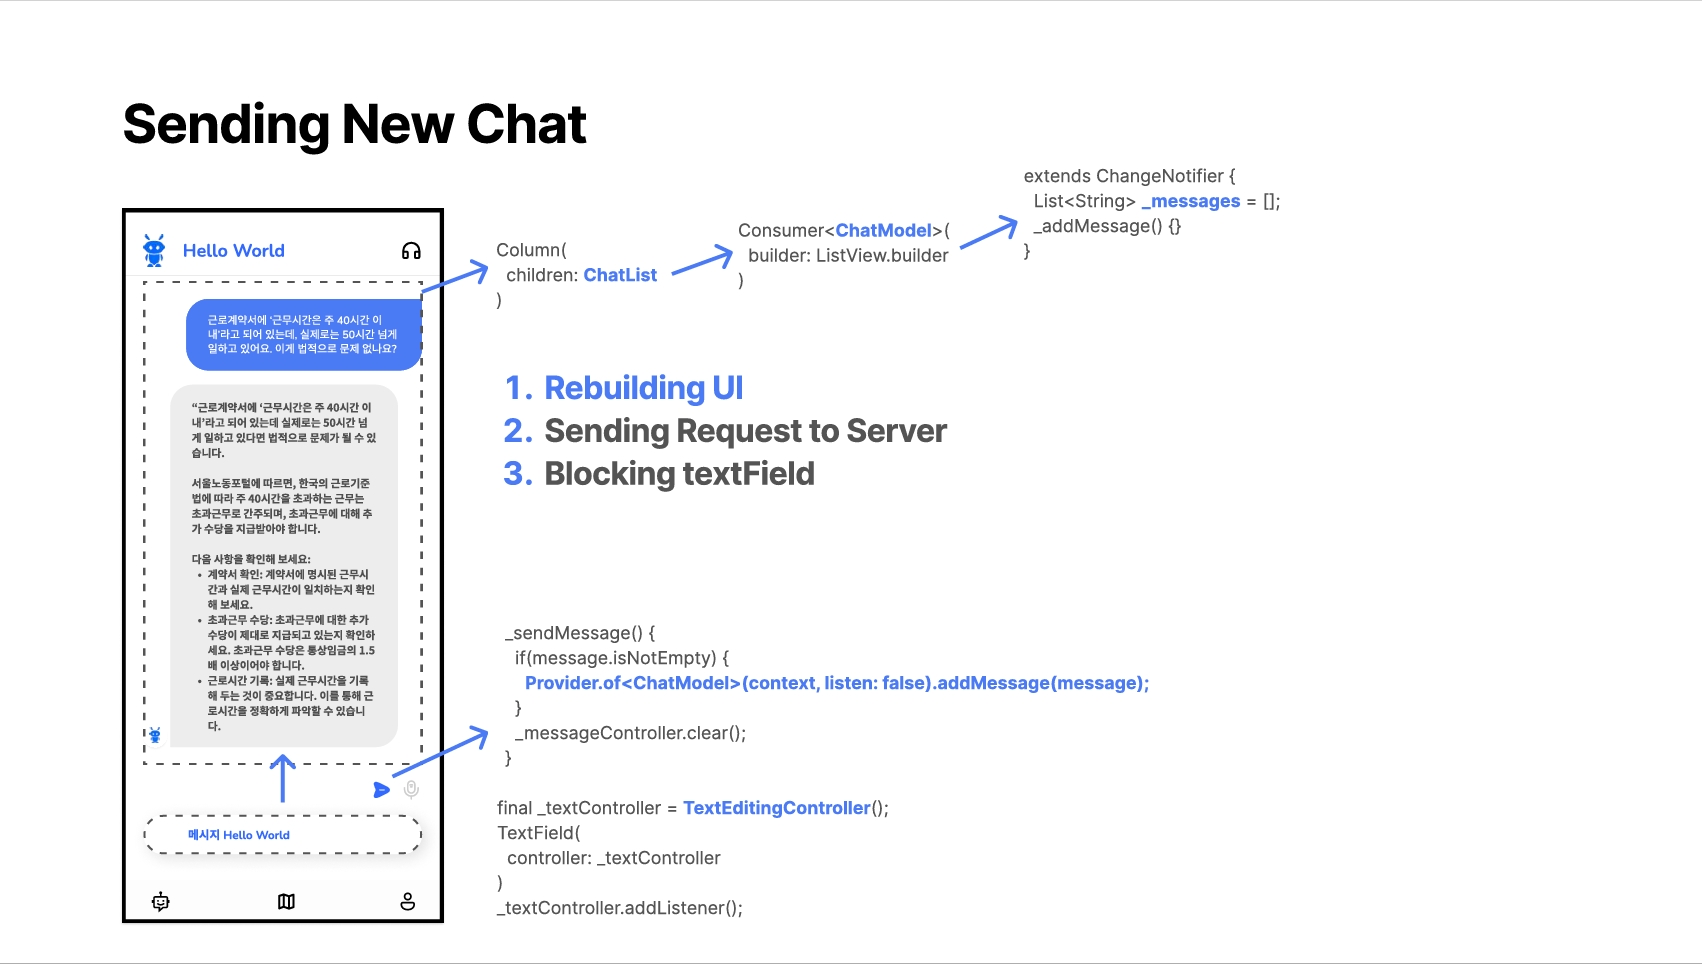 Sending New Chat
Hello World
근로계약서에 ‘근무시간은 주 40시간 이
내’라고 되어 있는데, 실제로는 50시간 넘게
일하고 있어요. 이게 법적으로 문제 없나요?
“근로계약서에 ‘근무시간은 주 40시간 이
내’라고 되어 있는데 실제로는 50시간 넘
게 일하고 있다면 법적으로 문제가 될 수 있
습니다.
서울노동포털에 따르면, 한국의 근로기준
법에 따라 주 40시간을 초과하는 근무는
초과근무로 간주되며, 초과근무에 대해 추
가 수당을 지급받아야 합니다.
다음 사항을 확인해 보세요:
• 계약서 확인: 계약서에 명시된 근무시
간과 실제 근무시간이 일치하는지 확인
해 보세요.
• 초과근무 수당: 초과근무에 대한 추가
수당이 제대로 지급되고 있는지 확인하
세요. 초과근무 수당은 통상임금의 1.5
배 이상이어야 합니다.
• 근로시간 기록: 실제 근무시간을 기록
해 두는 것이 중요합니다. 이를 통해 근
로시간을 정확하게 파악할 수 있습니
다.
메시지 Hello World
Column(
children: ChatList
)
Consumer<ChatModel>(
builder: ListView.builder
)
extends ChangeNotifier {
List<String> _messages = [];
_addMessage() {}
}
1. Rebuilding UI
2. Sending Request to Server
3. Blocking textField
_sendMessage() {
if(message.isNotEmpty) {
Provider.of<ChatModel>(context, listen: false).addMessage(message);
}
_messageController.clear();
}
final _textController = TextEditingController();
TextField(
controller: _textController
)
_textController.addListener();